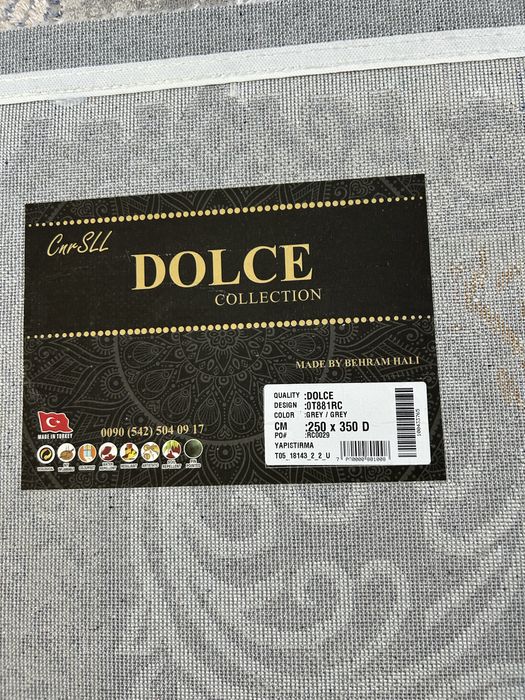 CnrSLL
DOLCE
COLLECTION
MADE BY BEHRAM HALI
QUALITY :DOLCE
DESIGN :0T881RC
COLOR :GREY / GREY
CM :250 x 350 D
PO# :RC0029
YAPISTIRMA
T05_18143_2_2_U
MADE IN TURKEY
0090 (542) 504 09 17